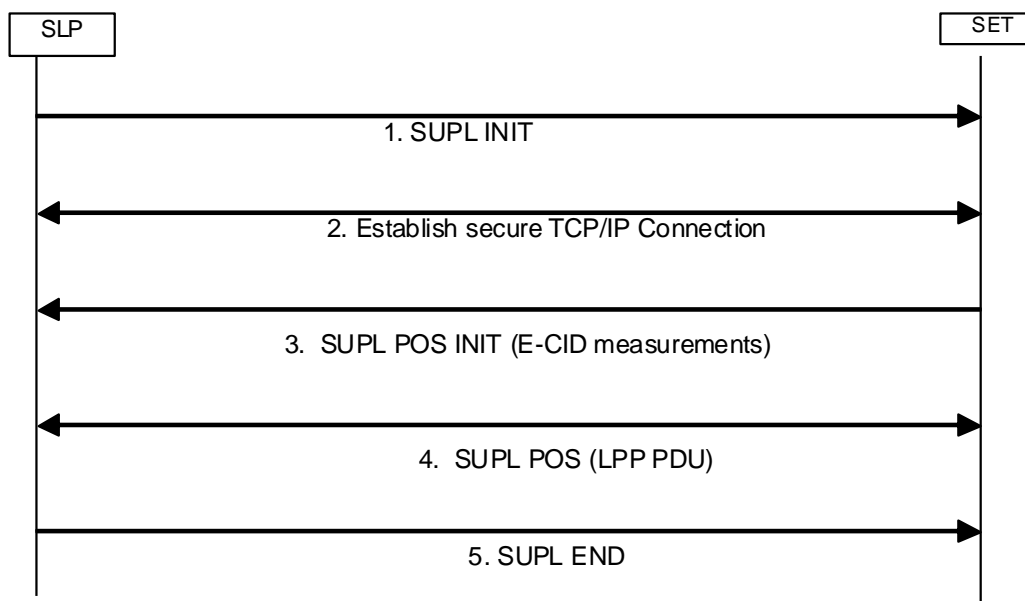 SLP
SET
1. SUPL INIT
2. Establish secure TCP/IP Connection
3. SUPL POS INIT (E-CID measurements)
4. SUPL POS (LPP PDU)
5. SUPL END